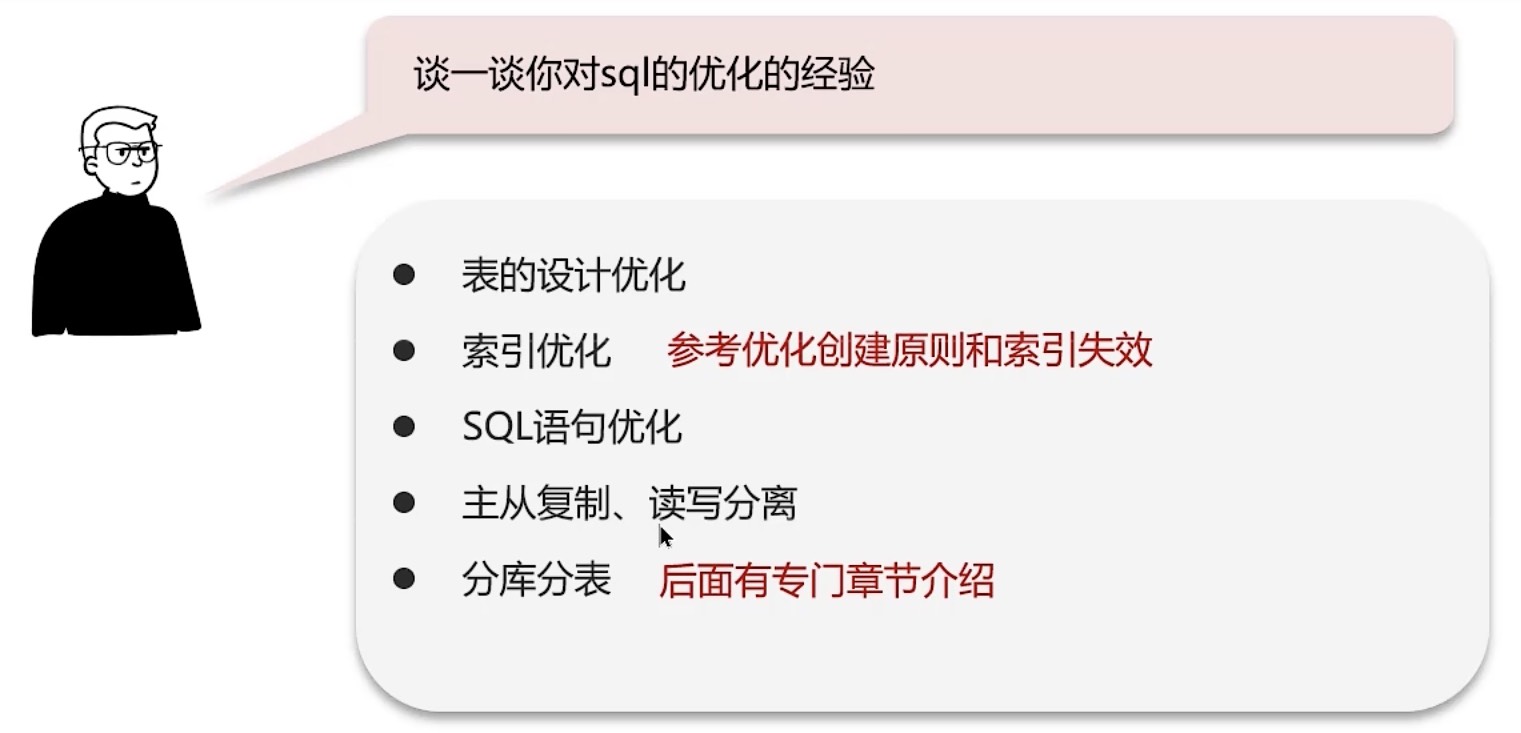 谈一谈你对sql的优化的经验
表的设计优化
索引优化 参考优化创建原则和索引失效
SQL语句优化
主从复制、读写分离
分库分表 后面有专门章节介绍